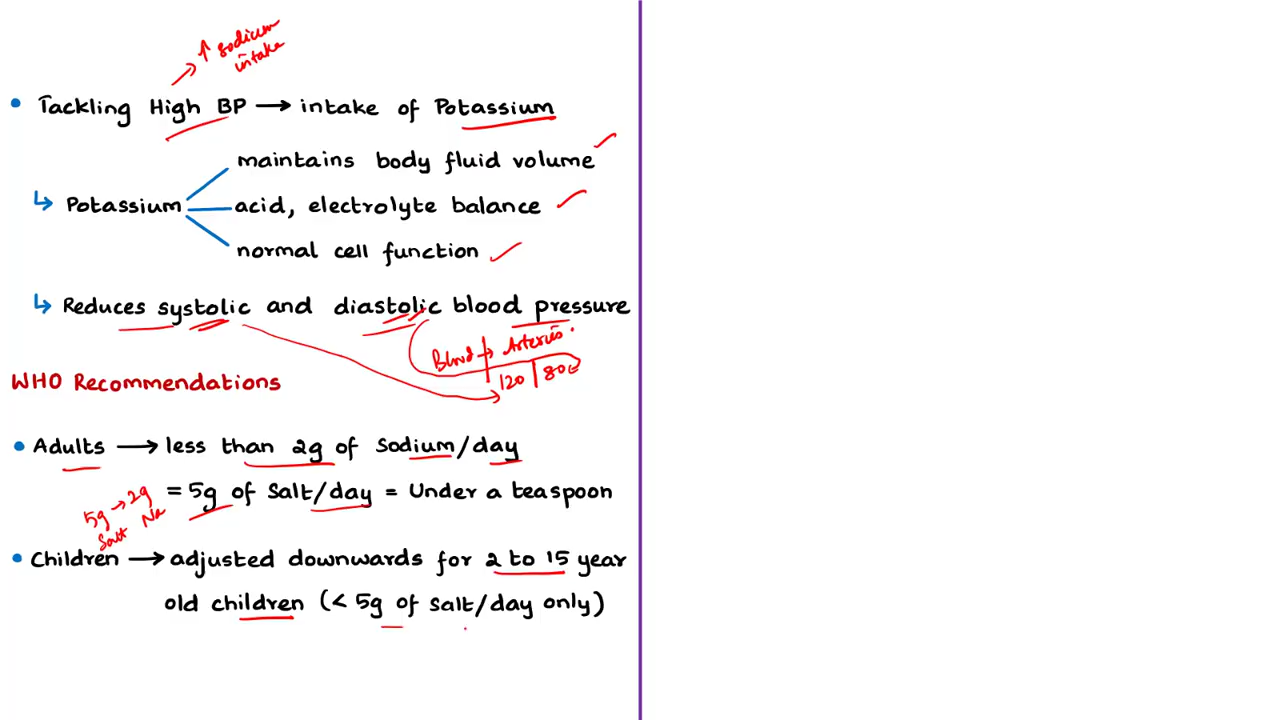 ↑ sodium
intake
• Tackling High BP → intake of Potassium
maintains body fluid volume
↳ Potassium
acid, electrolyte balance
normal cell function
↳ Reduces systolic and diastolic blood pressure
Blood → Arteries
120 | 80
WHO Recommendations
• Adults → less than 2g of Sodium/day
= 5g of Salt/day = Under a teaspoon
5g → 2g
Salt Na
• Children → adjusted downwards for 2 to 15 year
old children (< 5g of Salt/day only)